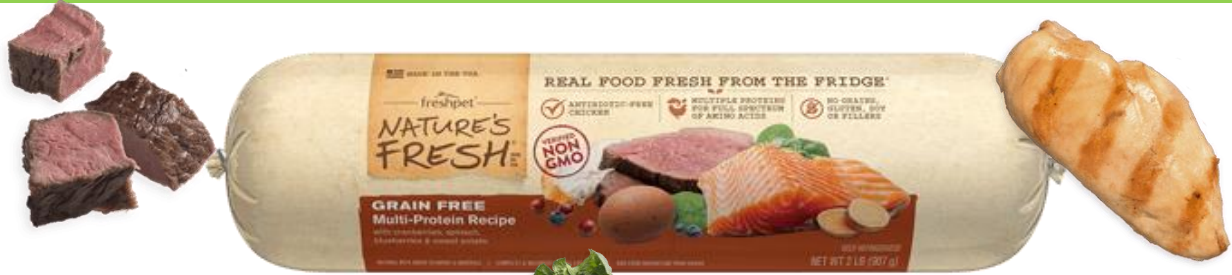 MADE IN THE USA
freshpet
NATURE'S
FRESH
REAL FOOD FRESH FROM THE FRIDGE
ANTIBIOTIC-FREE
CHICKEN
MULTIPLE PROTEINS
FOR FULL SPECTRUM
OF AMINO ACIDS
NO GRAINS,
GLUTEN, SOY
OR FILLERS
VERIFIED
NON
GMO
GRAIN FREE
Multi-Protein Recipe
with cranberries, spinach,
blueberries & sweet potato
KEEP REFRIGERATED
NET WT 2 LB (907 g)